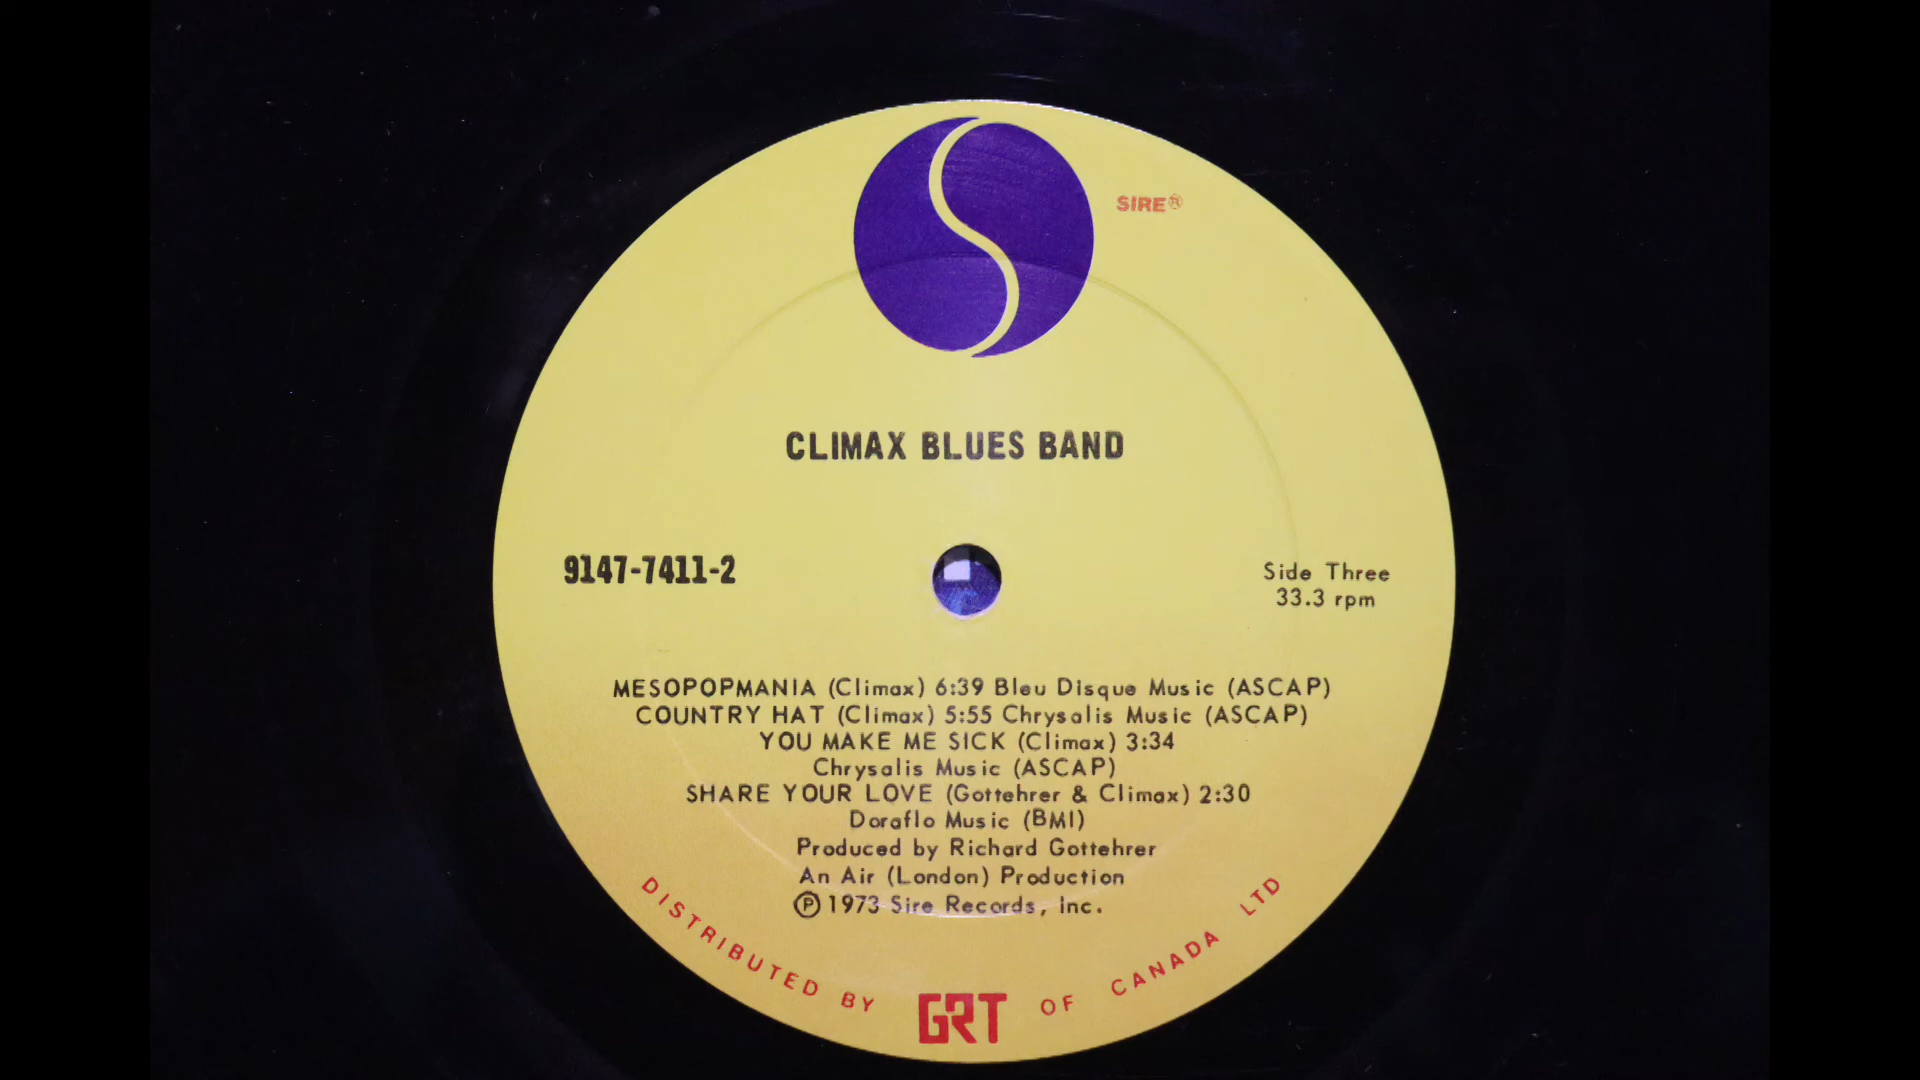 SIRE®
CLIMAX BLUES BAND
9147-7411-2
Side Three
33.3 rpm
MESOPOPMANIA (Climax) 6:39 Bleu Disque Music (ASCAP)
COUNTRY HAT (Climax) 5:55 Chrysalis Music (ASCAP)
YOU MAKE ME SICK (Climax) 3:34
Chrysalis Music (ASCAP)
SHARE YOUR LOVE (Gottehrer & Climax) 2:30
Doraflo Music (BMI)
Produced by Richard Gottehrer
An Air (London) Production
Ⓟ 1973 Sire Records, Inc.
DISTRIBUTED BY GRT OF CANADA LTD